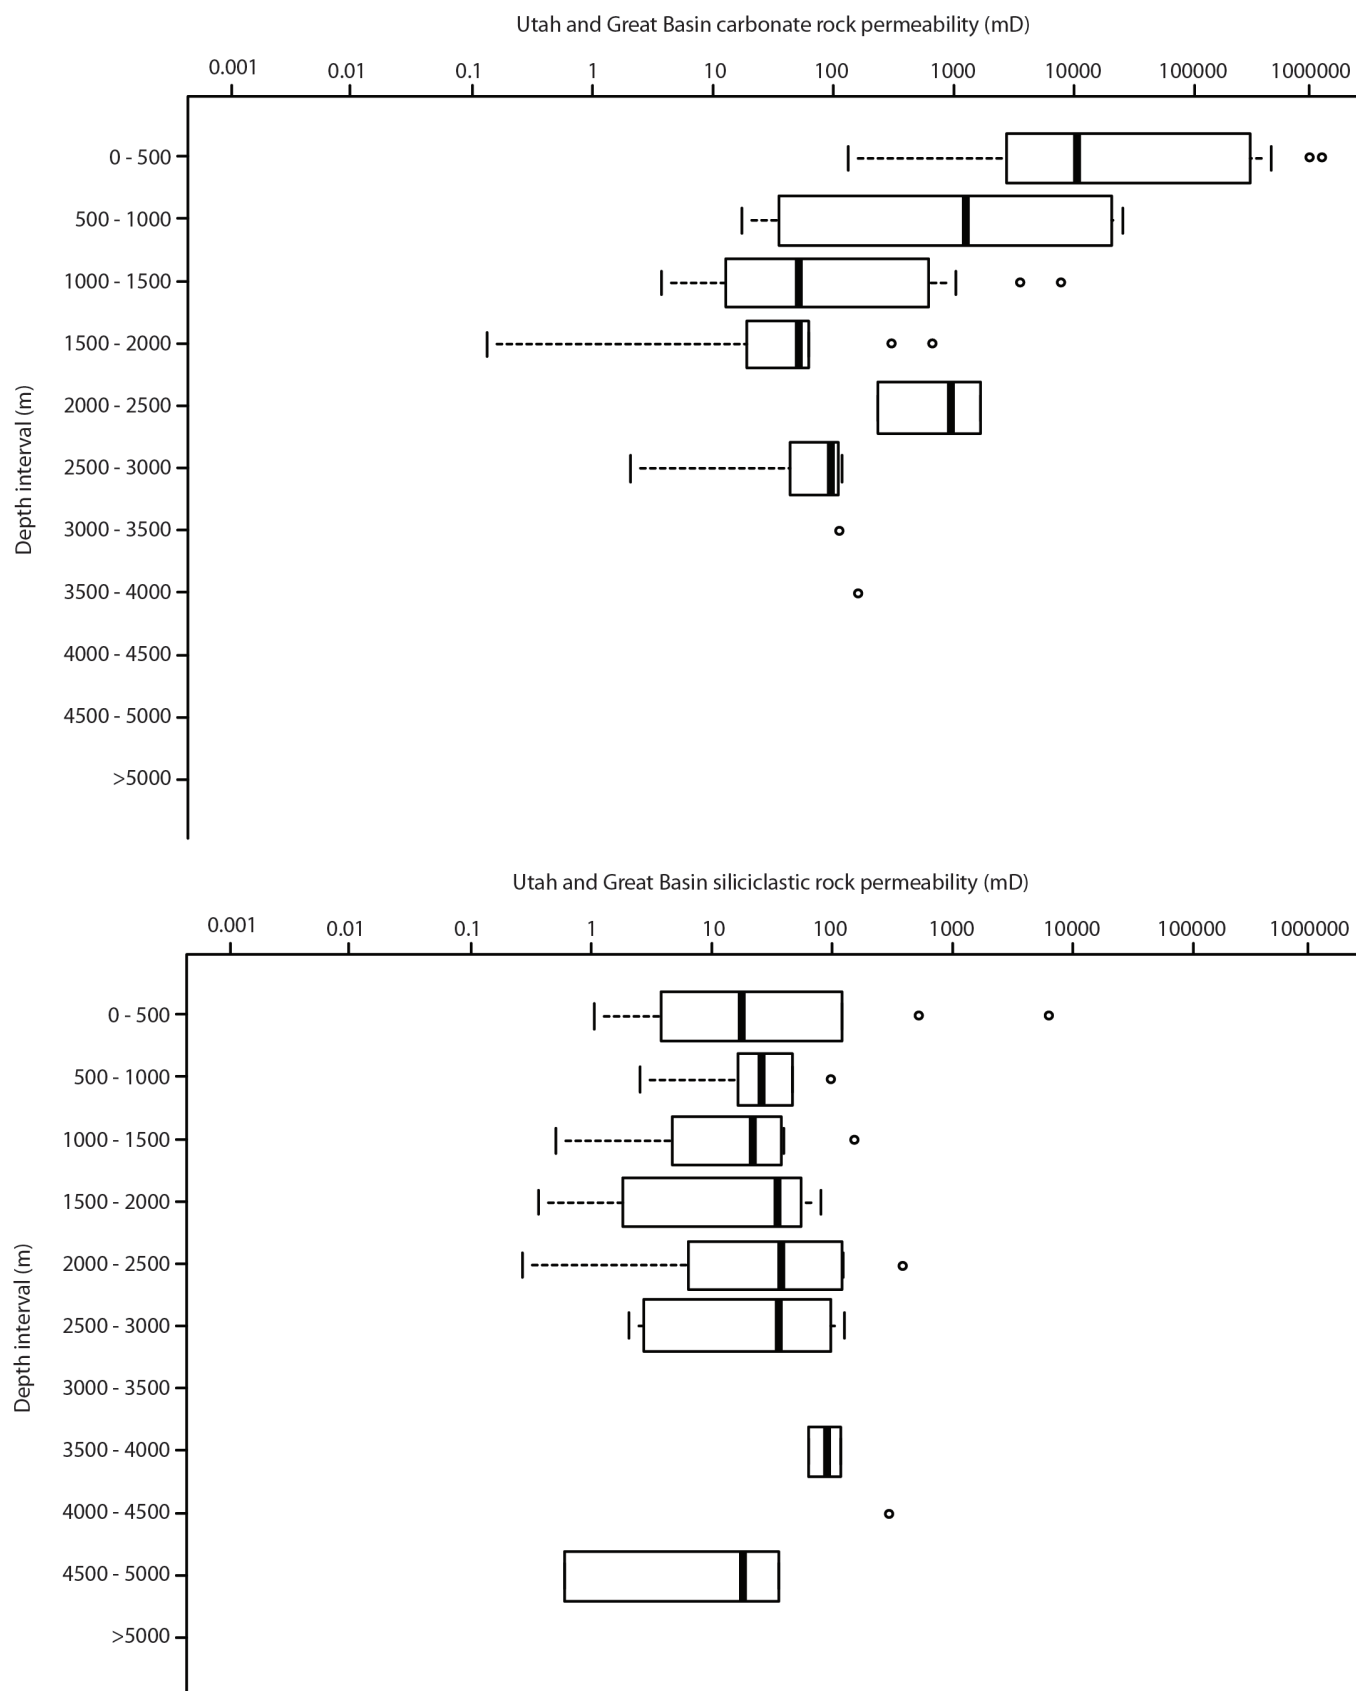 Utah and Great Basin carbonate rock permeability (mD)
0.001 0.01 0.1 1 10 100 1000 10000 1000000 1000000
0 - 500
500 - 1000
1000 - 1500
1500 - 2000
2000 - 2500
2500 - 3000
3000 - 3500
3500 - 4000
4000 - 4500
4500 - 5000
>5000
Depth interval (m)
Utah and Great Basin siliciclastic rock permeability (mD)
0.001 0.01 0.1 1 10 100 1000 10000 1000000 1000000
0 - 500
500 - 1000
1000 - 1500
1500 - 2000
2000 - 2500
2500 - 3000
3000 - 3500
3500 - 4000
4000 - 4500
4500 - 5000
>5000
Depth interval (m)